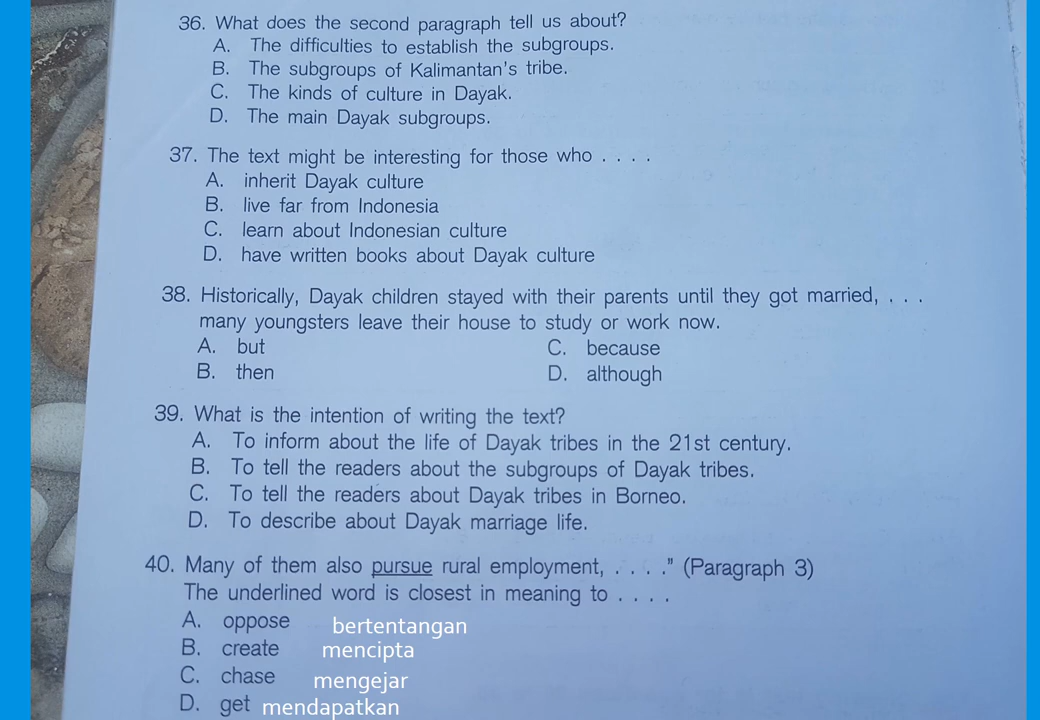 36. What does the second paragraph tell us about?
A. The difficulties to establish the subgroups.
B. The subgroups of Kalimantan's tribe.
C. The kinds of culture in Dayak.
D. The main Dayak subgroups.
37. The text might be interesting for those who . . . .
A. inherit Dayak culture
B. live far from Indonesia
C. learn about Indonesian culture
D. have written books about Dayak culture
38. Historically, Dayak children stayed with their parents until they got married, . . .
many youngsters leave their house to study or work now.
A. but C. because
B. then D. although
39. What is the intention of writing the text?
A. To inform about the life of Dayak tribes in the 21st century.
B. To tell the readers about the subgroups of Dayak tribes.
C. To tell the readers about Dayak tribes in Borneo.
D. To describe about Dayak marriage life.
40. Many of them also pursue rural employment, . . . ." (Paragraph 3)
The underlined word is closest in meaning to . . . .
A. oppose bertentangan
B. create mencipta
C. chase mengejar
D. get mendapatkan